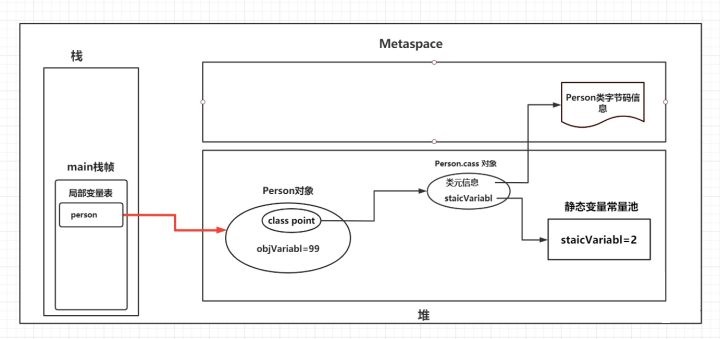 Metaspace
栈
Person类字节码信
息
main栈帧
局部变量表
person
Person对象
class point
objVariabl=99
Person.cass 对象
类元信息
staicVariabl
静态变量常量池
staicVariabl=2
堆